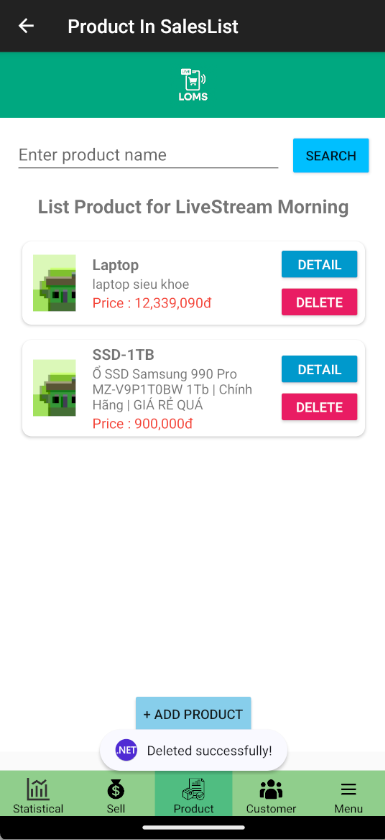 Product In SalesList
LOMS
Enter product name
SEARCH
List Product for LiveStream Morning
Laptop
laptop sieu khoe
Price : 12,339,090đ
DETAIL
DELETE
SSD-1TB
Ổ SSD Samsung 990 Pro
MZ-V9P1T0BW 1Tb | Chính
Hãng | GIÁ RẺ QUÁ
Price : 900,000đ
DETAIL
DELETE
+ ADD PRODUCT
.NET Deleted successfully!
Statistical
Sell
Product
Customer
Menu